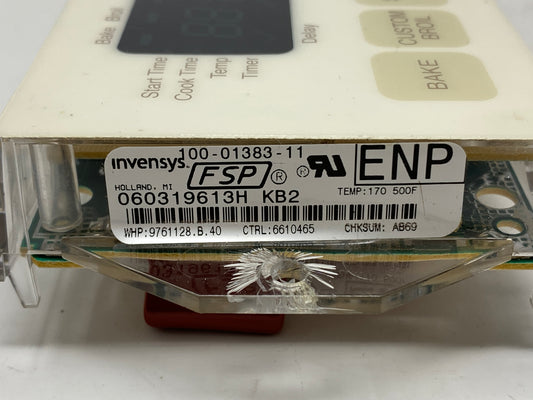 Bake
Broil
Start Time
Cook Time
Temp
Timer
Delay
CUSTOM
BROIL
BAKE
invensys
100-01383-11
FSP ® ®
ENP
HOLLAND, MI
TEMP:170 500F
060319613H KB2
WHP:9761128.B.40 CTRL:6610465 CHKSUM: AB69